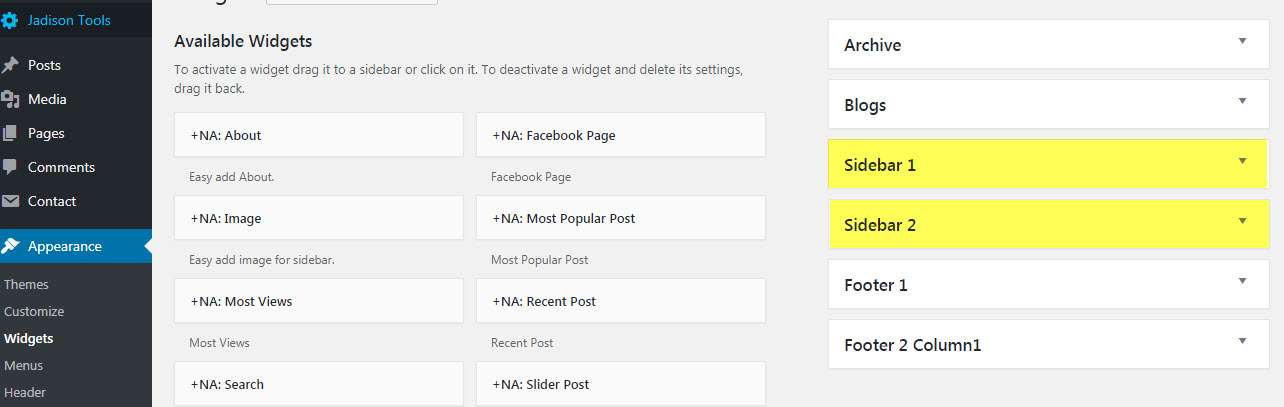 Jadison Tools
Posts
Media
Pages
Comments
Contact
Appearance
Themes
Customize
Widgets
Menus
Header
Available Widgets
To activate a widget drag it to a sidebar or click on it. To deactivate a widget and delete its settings,
drag it back.
+NA: About
+NA: Facebook Page
Easy add About.
Facebook Page
+NA: Image
+NA: Most Popular Post
Easy add image for sidebar.
Most Popular Post
+NA: Most Views
+NA: Recent Post
Most Views
Recent Post
+NA: Search
+NA: Slider Post
Archive
Blogs
Sidebar 1
Sidebar 2
Footer 1
Footer 2 Column1